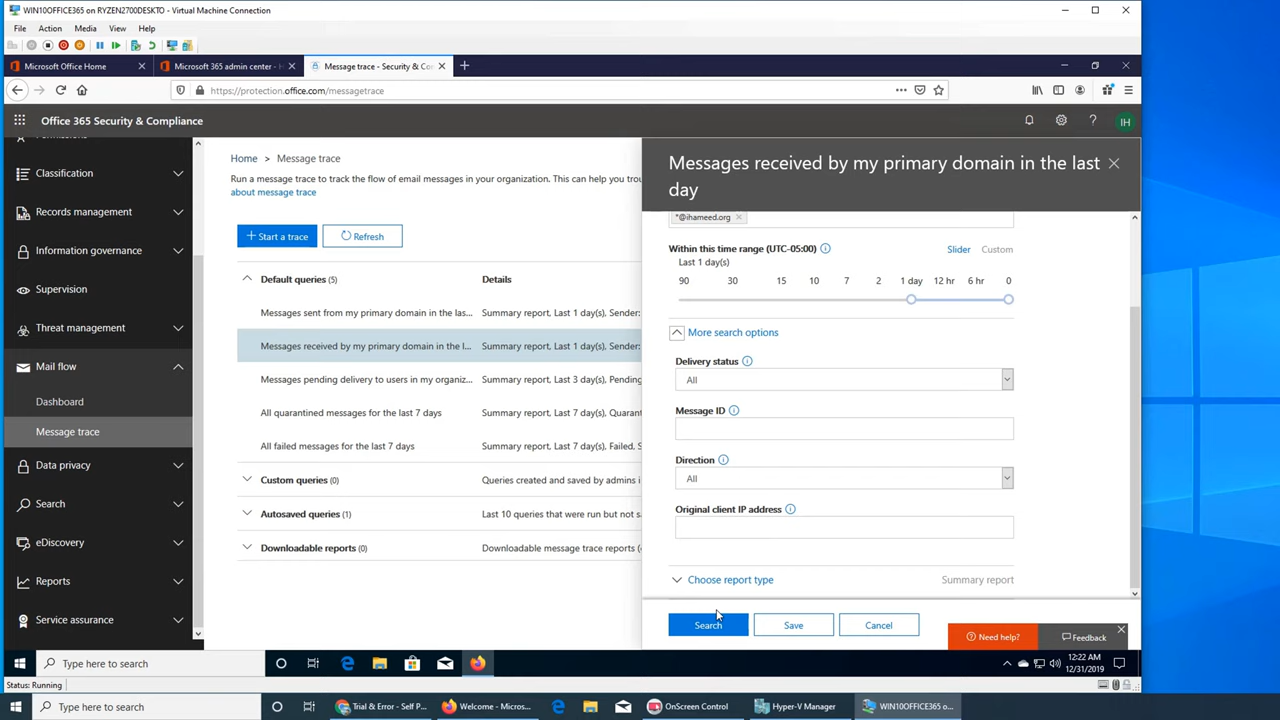 WIN10OFFICE365 on RYZEN2700DESKTO - Virtual Machine Connection
File Action Media View Help
Microsoft Office Home
Microsoft 365 admin center -
Message trace - Security & Co
https://protection.office.com/messagetrace
Office 365 Security & Compliance
IH
Classification
Records management
Information governance
Supervision
Threat management
Mail flow
Dashboard
Message trace
Data privacy
Search
eDiscovery
Reports
Service assurance
Home > Message trace
Run a message trace to track the flow of email messages in your organization. This can help you trou
about message trace
+ Start a trace
Refresh
Default queries (5) Details
Messages sent from my primary domain in the las... Summary report, Last 1 day(s), Sender:
Messages received by my primary domain in the l... Summary report, Last 1 day(s), Sender:
Messages pending delivery to users in my organiz... Summary report, Last 3 day(s), Pending
All quarantined messages for the last 7 days Summary report, Last 7 day(s), Quaran
All failed messages for the last 7 days Summary report, Last 7 day(s), Failed. S
Custom queries (0) Queries created and saved by admins i
Autosaved queries (1) Last 10 queries that were run but not s
Downloadable reports (0) Downloadable message trace reports (
Messages received by my primary domain in the last
day
*@ihameed.org
Within this time range (UTC-05:00) Slider Custom
Last 1 day(s)
90 30 15 10 7 2 1 day 12 hr 6 hr 0
More search options
Delivery status
All
Message ID
Direction
All
Original client IP address
Choose report type Summary report
Search Save Cancel
Need help?
Feedback
Type here to search
12:22 AM
12/31/2019
Status: Running
Type here to search
Trial & Error - Self P...
Welcome - Micros...
OnScreen Control
Hyper-V Manager
WIN10OFFICE365 o...